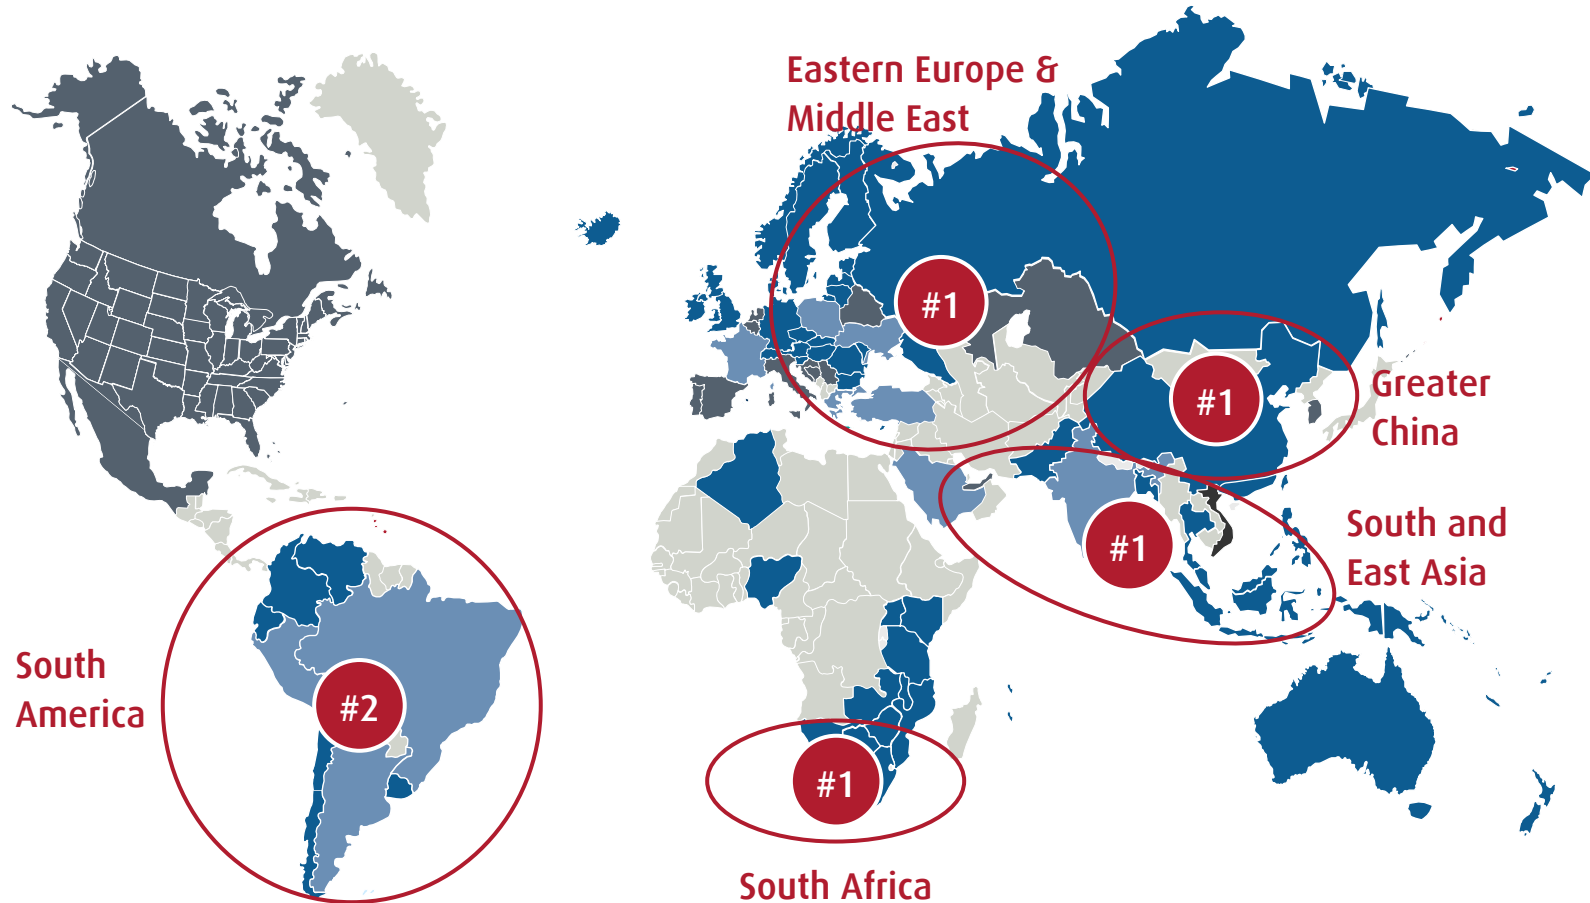 Eastern Europe &
Middle East
#1
#1
Greater
China
#1
South and
East Asia
South
America
#2
#1
South Africa